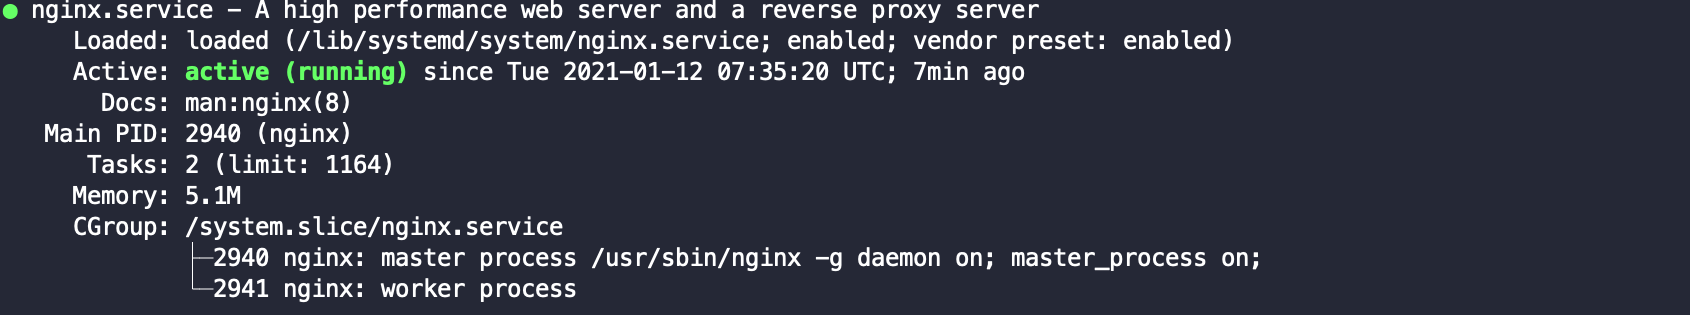 ● nginx.service - A high performance web server and a reverse proxy server
Loaded: loaded (/lib/systemd/system/nginx.service; enabled; vendor preset: enabled)
Active: active (running) since Tue 2021-01-12 07:35:20 UTC; 7min ago
Docs: man:nginx(8)
Main PID: 2940 (nginx)
Tasks: 2 (limit: 1164)
Memory: 5.1M
CGroup: /system.slice/nginx.service
├─2940 nginx: master process /usr/sbin/nginx -g daemon on; master_process on;
└─2941 nginx: worker process